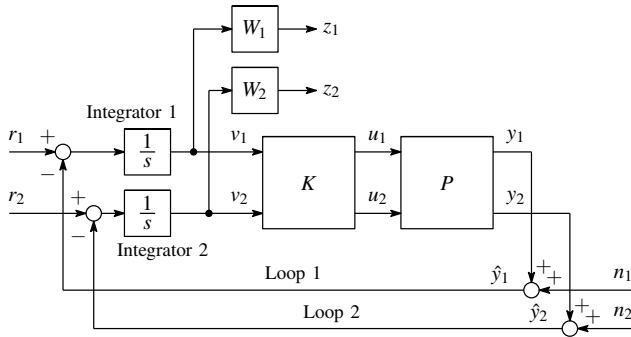 W₁ z₁
W₂ z₂
Integrator 1
r₁ + 1/s v₁ u₁ y₁
−
K P
r₂ + 1/s v₂ u₂ y₂
−
Integrator 2
Loop 1 ŷ₁ + + n₁
Loop 2 ŷ₂ + + n₂